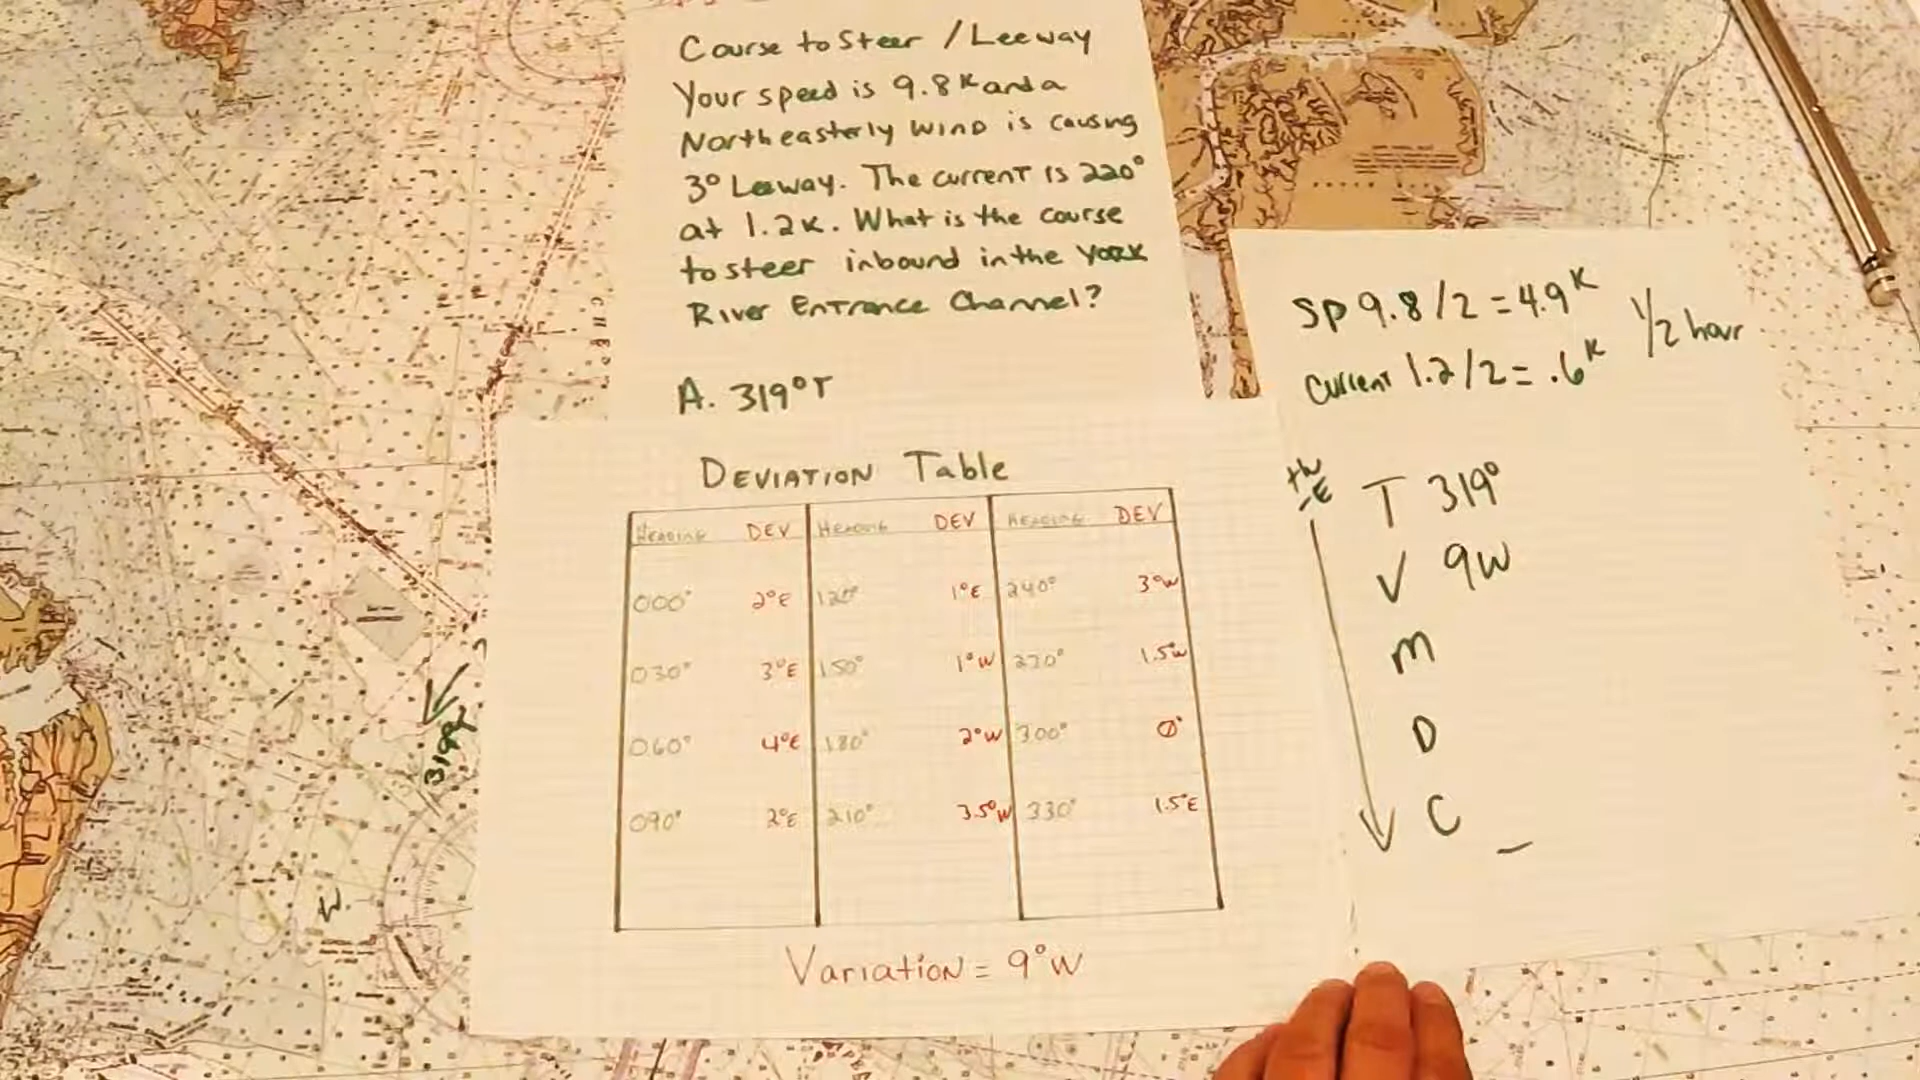 Course to Steer / Leeway
Your speed is 9.8K and a
Northeasterly WIND is causing
3° Leeway. The current is 220°
at 1.2K. What is the course
to steer inbound in the YORK
River Entrance Channel?
A. 319°T
DEVIATION Table
HEADING DEV HEADING DEV HEADING DEV
000° 2°E 120° 1°E 240° 3°W
030° 3°E 150° 1°W 270° 1.5°W
060° 4°E 180° 2°W 300° 0°
090° 2°E 210° 3.5°W 330° 1.5°E
Variation = 9°W
SP 9.8/2 = 4.9K
Current 1.2/2 = .6K
1/2 hour
+W
-E
T 319°
V 9W
M
D
C